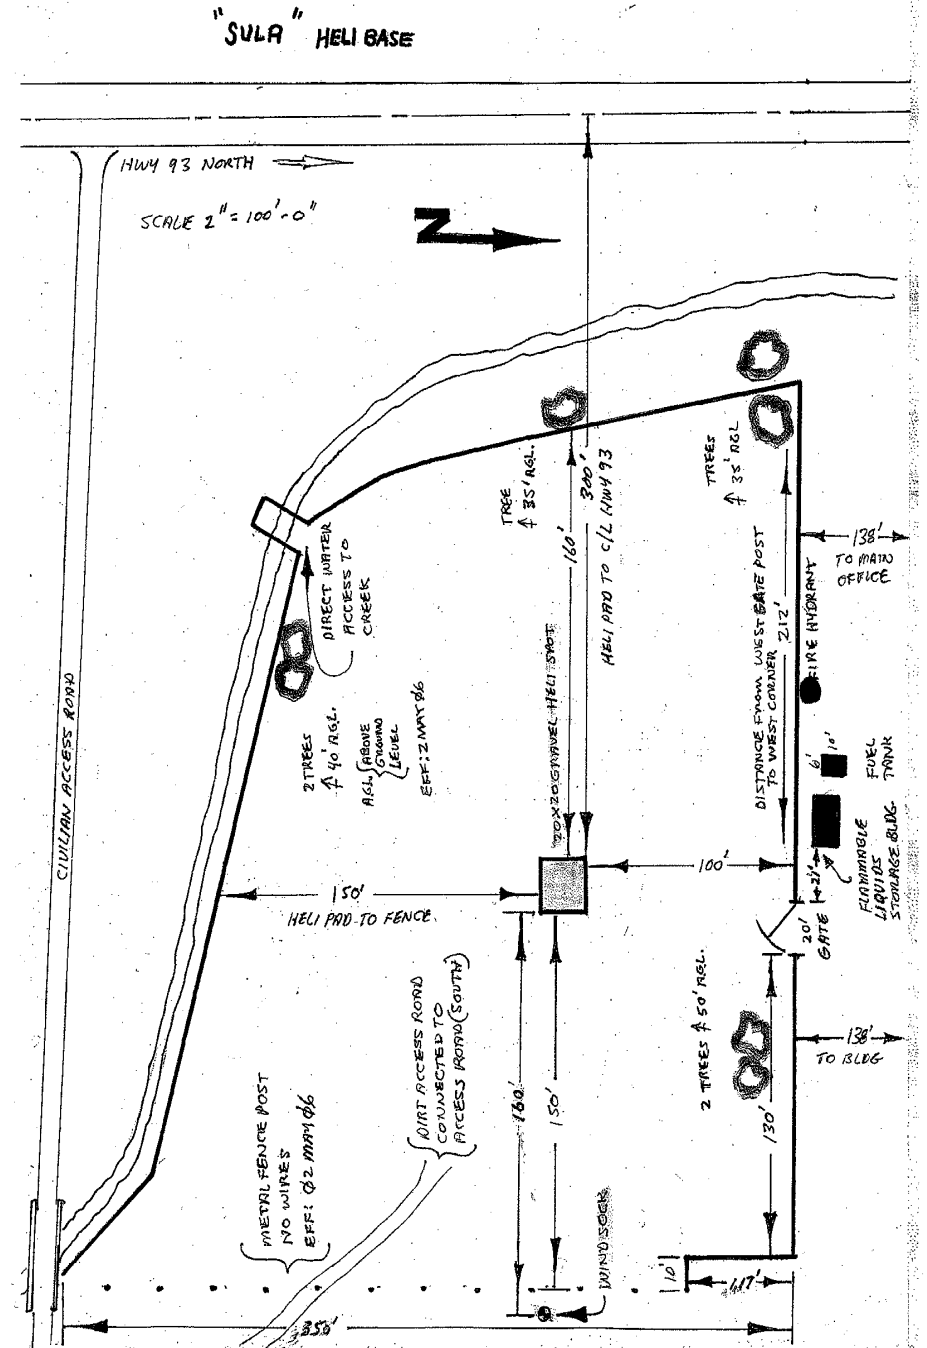 "SULA" HELIBASE
HWY 93 NORTH
SCALE 2" = 100'-0"
N
TREE
↑ 35' AGL.
160'
300'
HELI PAD TO C/L HWY 93
TREES
↑ 35' AGL
138'
TO MAIN
OFFICE
DIRECT WATER
ACCESS TO
CREEK
DISTANCE FROM WEST GATE POST
TO WEST CORNER 212'
FIRE HYDRANT
CIVILIAN ACCESS ROAD
2 TREES
↑ 40' AGL.
AGL { ABOVE
GROUND
LEVEL
EFF: 2 MAY 06
20X20 GRAVEL HELI SPOT
6'
10'
FUEL
TANK
FLAMMABLE
LIQUIDS
STORAGE BLDG.
100'
150'
HELI PAD TO FENCE.
20'
GATE
2 TREES ↑ 50' AGL.
138'
TO BLDG
DIRT ACCESS ROAD
CONNECTED TO
ACCESS ROAD (SOUTH)
160'
150'
130'
METAL FENCE POST
NO WIRES
EFF: 02 MAY 06
WIND SOCK
10'
350'